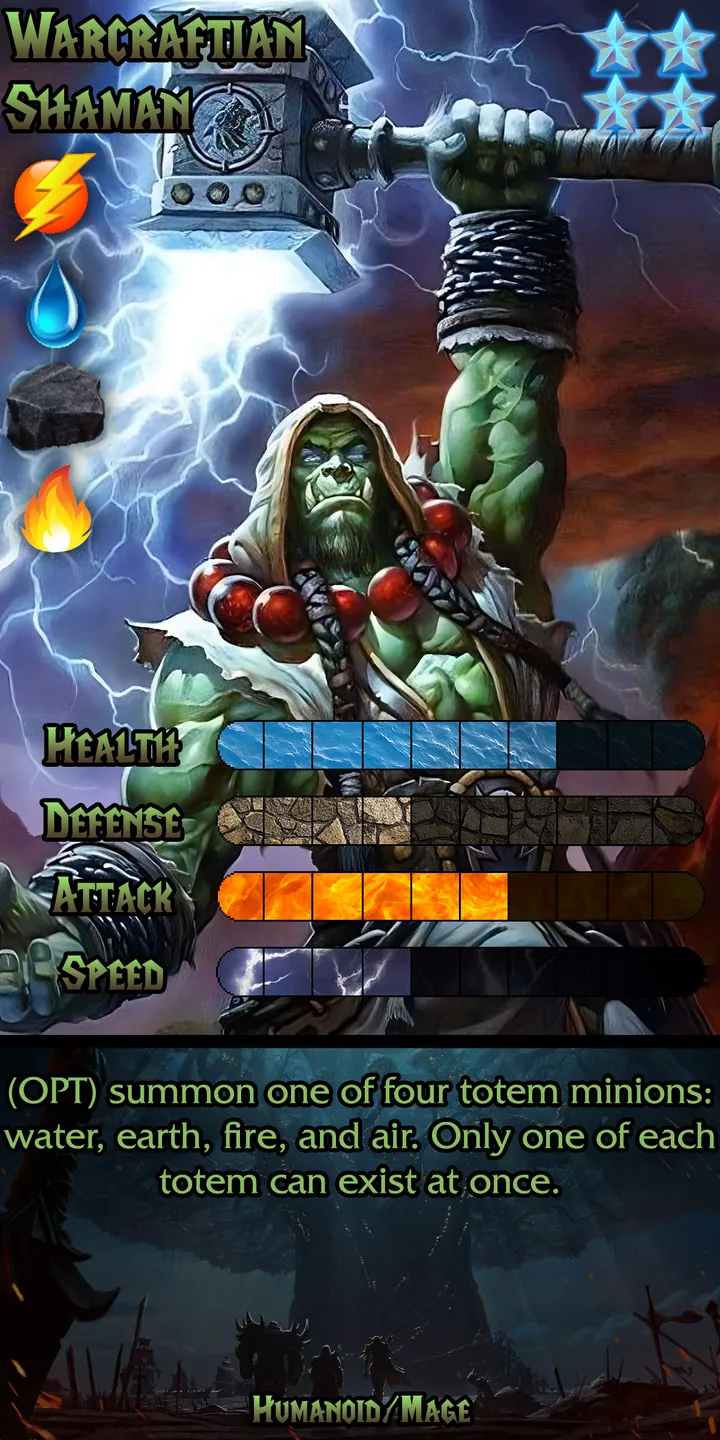 Warcraftian
Shaman
Health
Defense
Attack
Speed
(OPT) summon one of four totem minions:
water, earth, fire, and air. Only one of each
totem can exist at once.
Humanoid/Mage